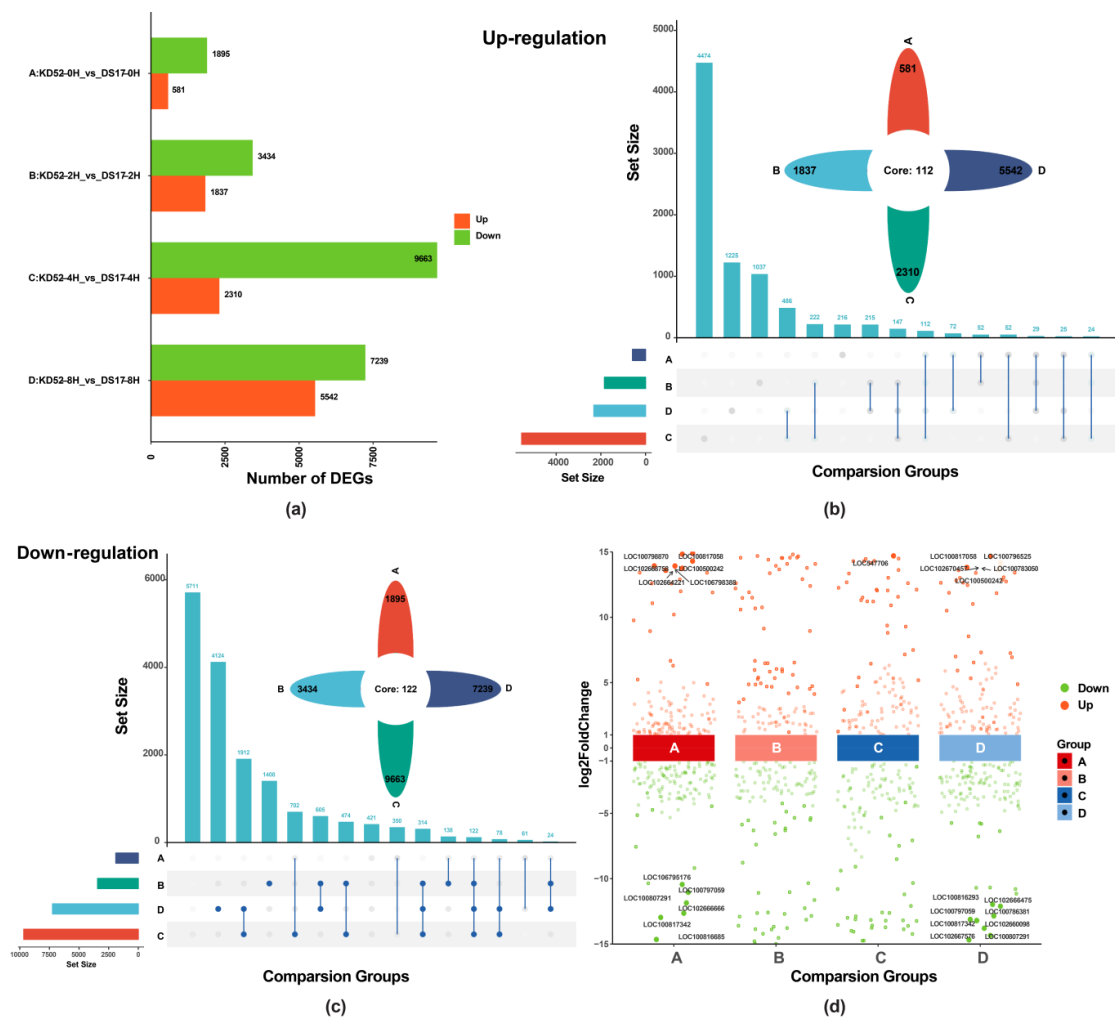 A:KD52-0H_vs_DS17-0H
1895
581
B:KD52-2H_vs_DS17-2H
3434
1837
C:KD52-4H_vs_DS17-4H
9663
2310
D:KD52-8H_vs_DS17-8H
7239
5542
Up
Down
0
2500
5000
7500
Number of DEGs
(a)
Up-regulation
5000
4000
3000
2000
1000
0
Set Size
4474
1225
1037
486
222
216
215
147
112
72
29
25
24
A
581
B
1837
Core: 112
5542
D
2310
C
A
B
D
C
4000
2000
0
Set Size
Comparsion Groups
(b)
Down-regulation
6000
4000
2000
0
Set Size
5711
4124
1912
702
605
474
421
314
122
78
61
24
A
1895
B
3434
Core: 122
7239
D
9663
C
A
B
D
C
10000
7500
5000
2500
0
Set Size
Comparsion Groups
(c)
15
10
5
1
0
−1
−5
−10
−15
log2FoldChange
LOC100798870
LOC100817058
LOC102668758
LOC100500242
LOC102664221
LOC106798388
LOC547706
LOC100817058
LOC100796525
LOC102670457
LOC100783050
LOC100500242
A
B
C
D
LOC106795176
LOC100797059
LOC100807291
LOC102666666
LOC100817342
LOC100816685
LOC100816293
LOC102666475
LOC100797059
LOC100786381
LOC100817342
LOC102660098
LOC102667576
LOC100807291
A
B
C
D
Comparsion Groups
Down
Up
Group
A
B
C
D
(d)